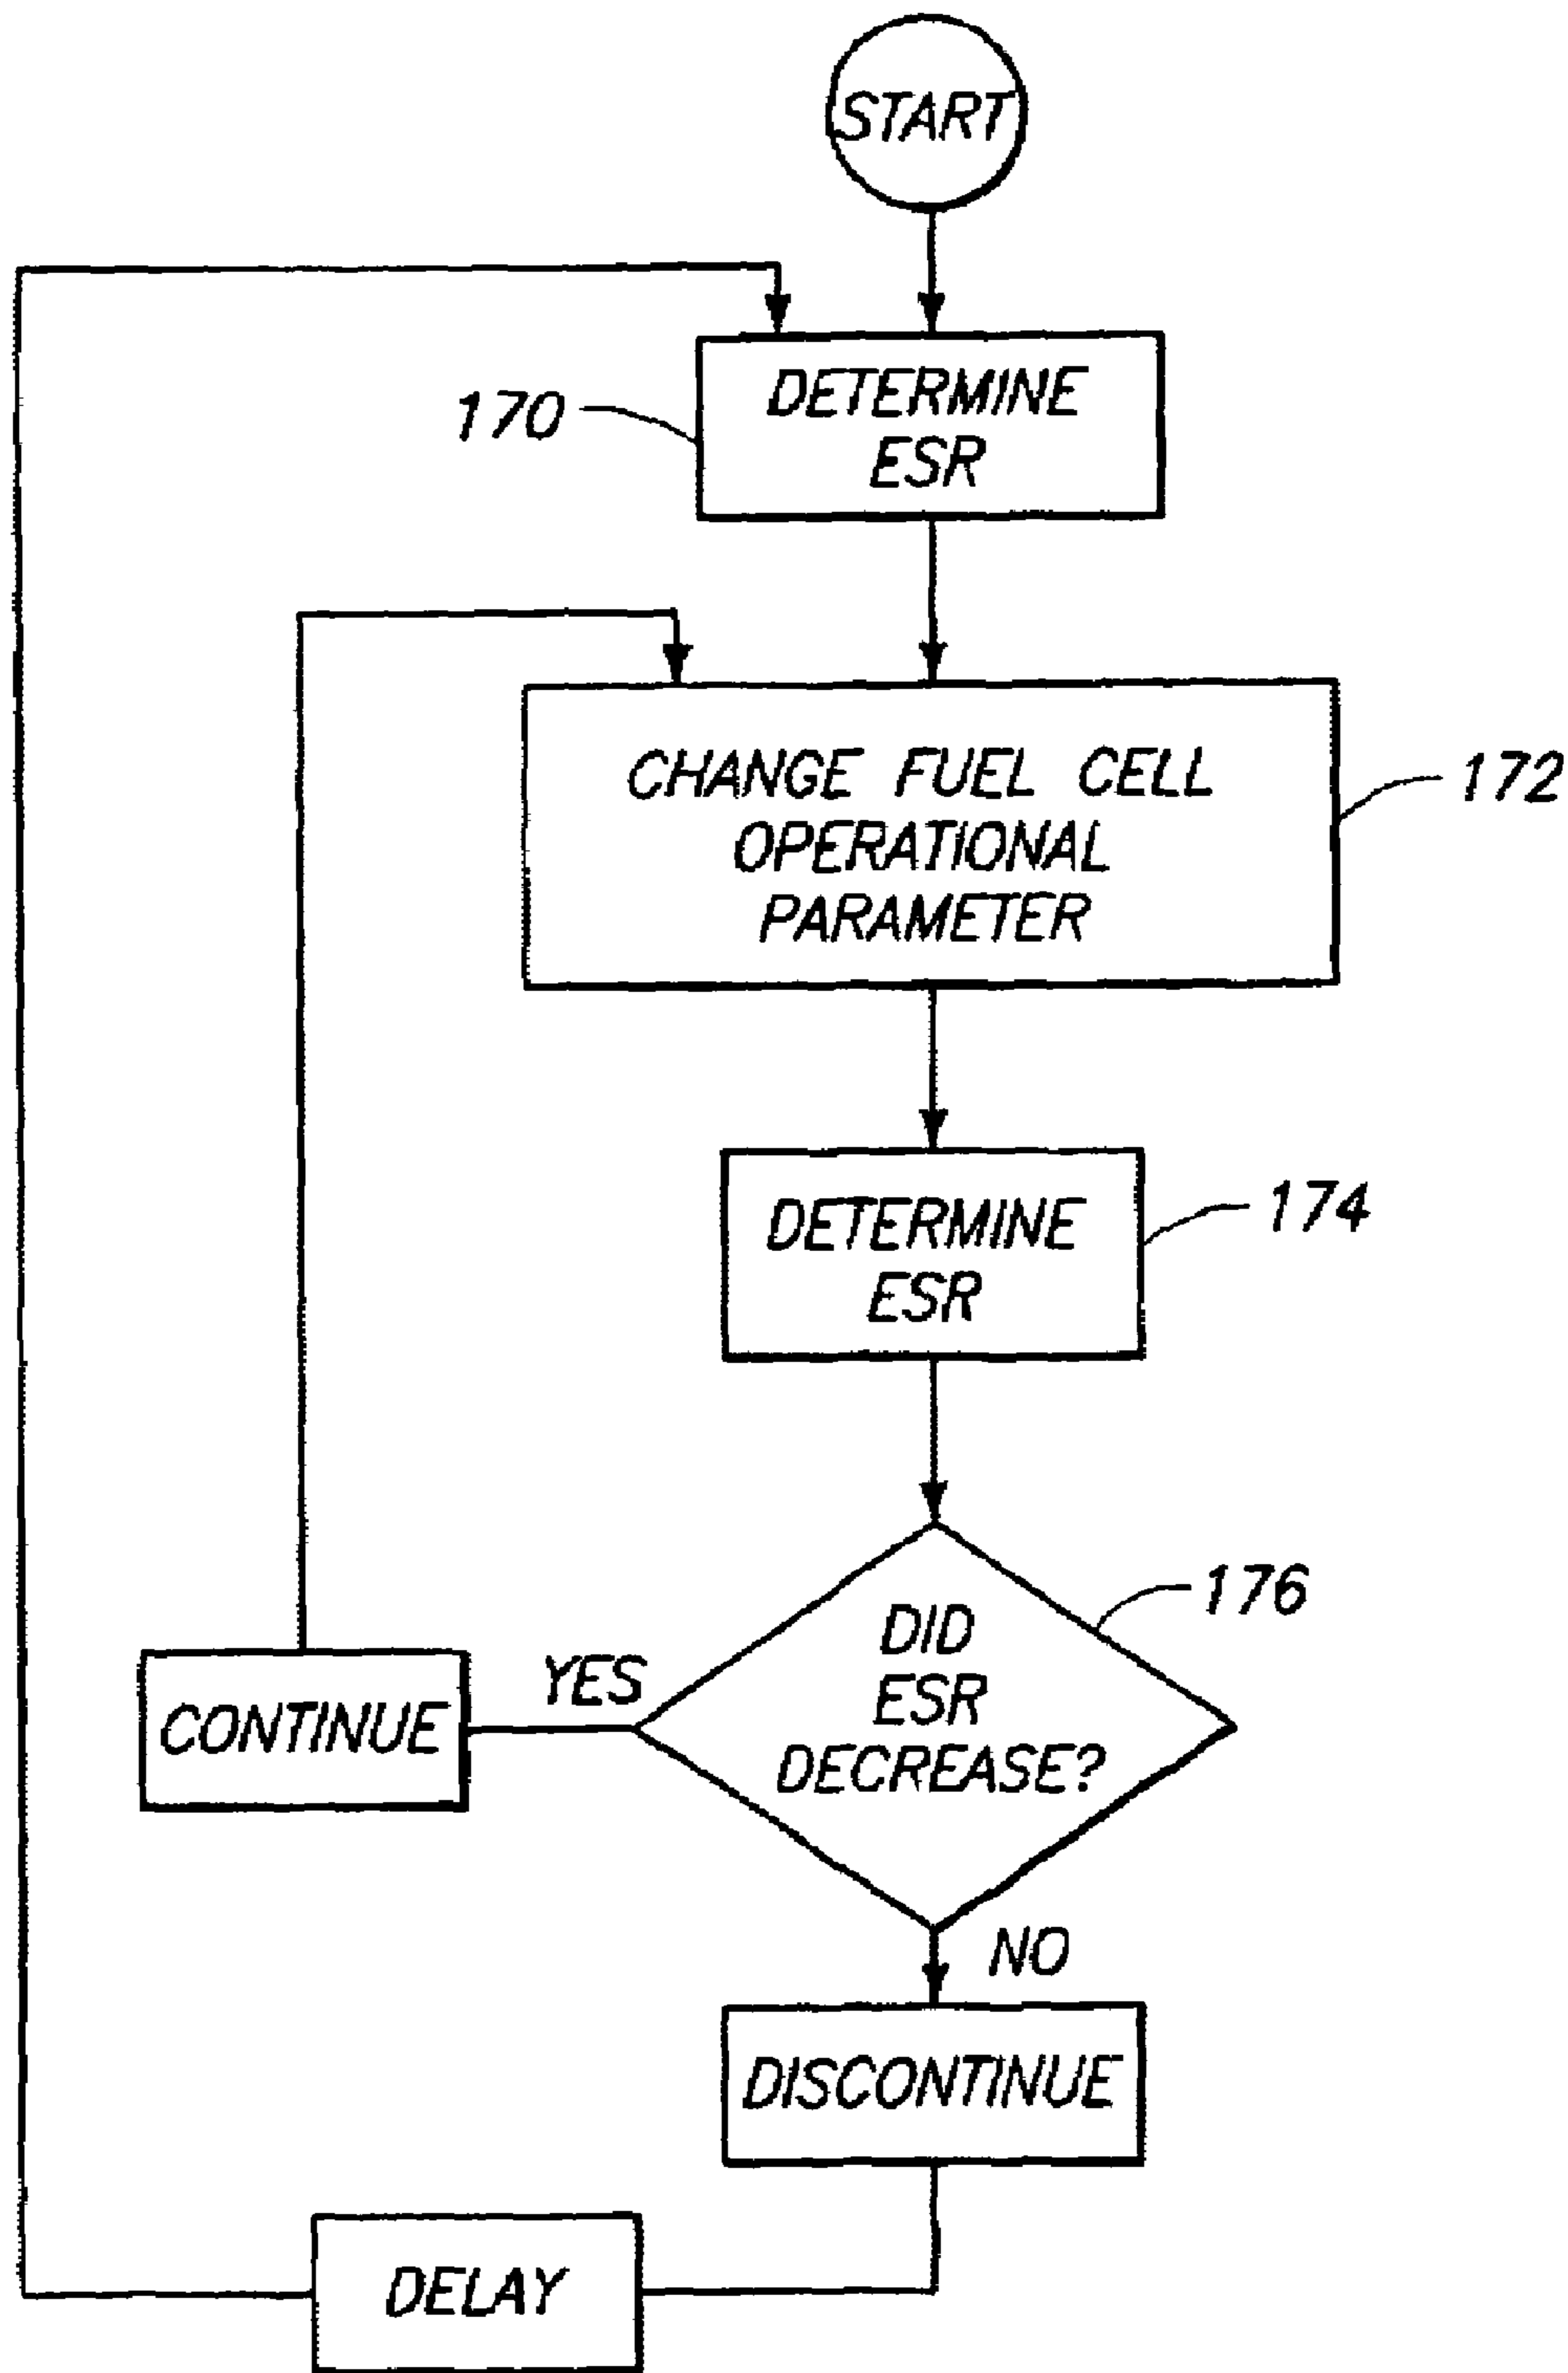 START
DETERMINE
ESR
170
CHANGE FUEL CELL
OPERATIONAL
PARAMETER
172
DETERMINE
ESR
174
DID
ESR
DECREASE?
176
YES
CONTINUE
NO
DISCONTINUE
DELAY